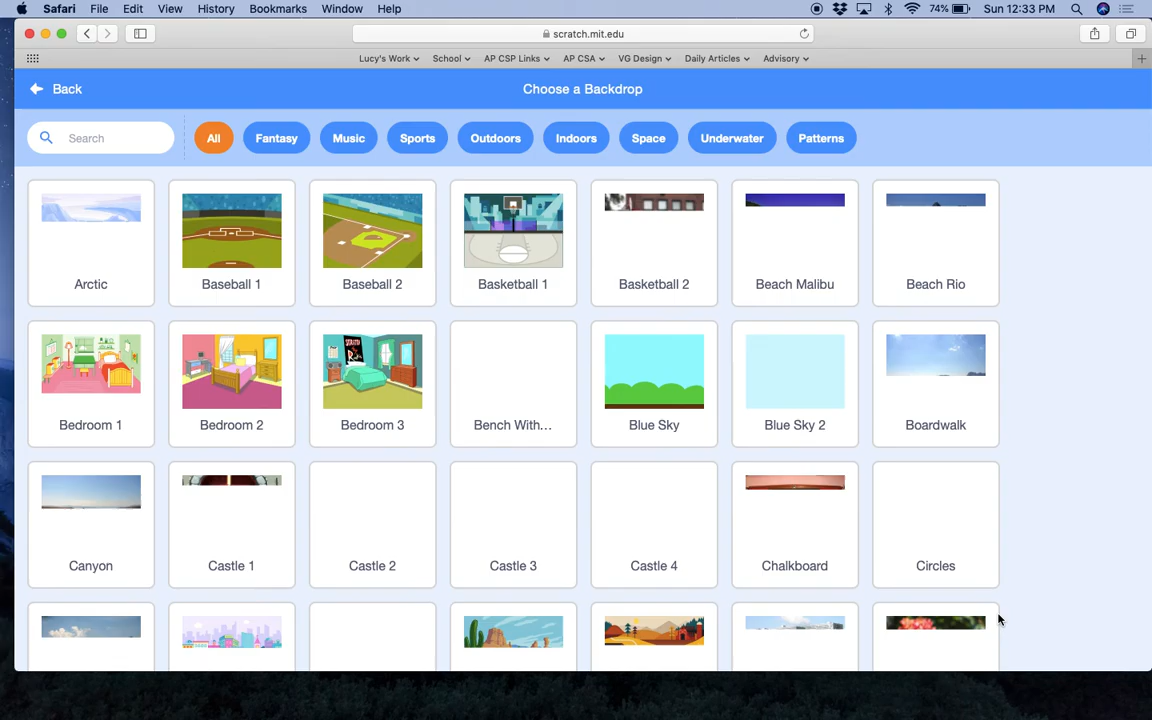 Safari File Edit View History Bookmarks Window Help 74% Sun 12:33 PM
scratch.mit.edu
Lucy's Work School AP CSP Links AP CSA VG Design Daily Articles Advisory
Back Choose a Backdrop
Search All Fantasy Music Sports Outdoors Indoors Space Underwater Patterns
Arctic Baseball 1 Baseball 2 Basketball 1 Basketball 2 Beach Malibu Beach Rio
Bedroom 1 Bedroom 2 Bedroom 3 Bench With... Blue Sky Blue Sky 2 Boardwalk
Canyon Castle 1 Castle 2 Castle 3 Castle 4 Chalkboard Circles